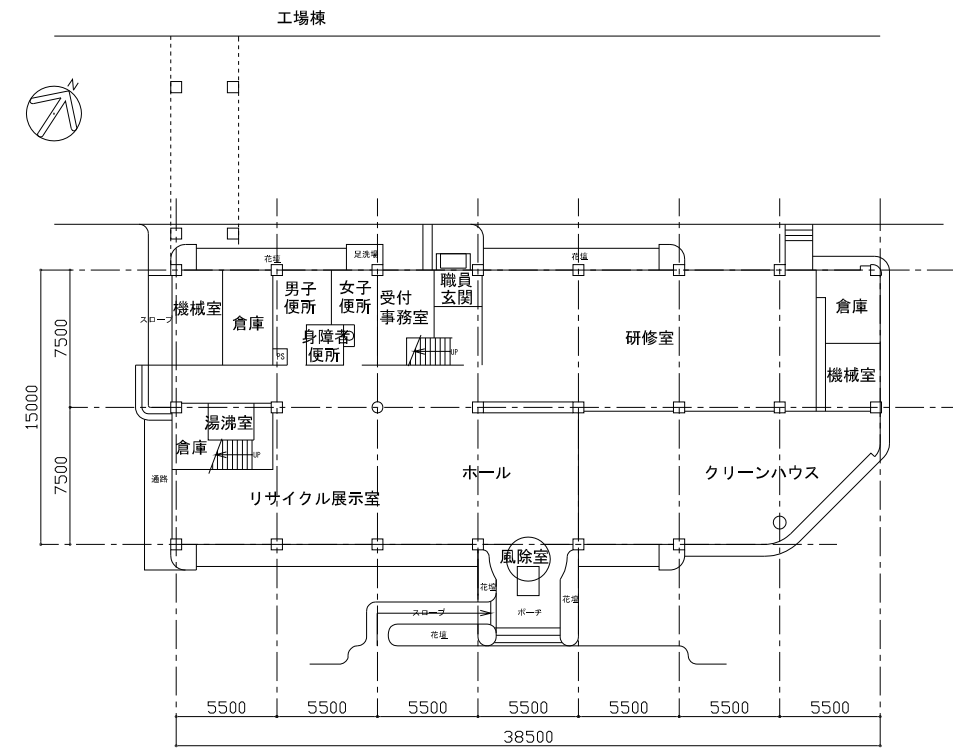 工場棟
N
花壇
足洗場
花壇
機械室
倉庫
男子
便所
女子
便所
受付
事務室
職員
玄関
スロープ
身障者
便所
PS
UP
研修室
倉庫
機械室
7500
7500
15000
湯沸室
倉庫
UP
通路
リサイクル展示室
ホール
クリーンハウス
風除室
花壇
花壇
スロープ
ポーチ
花壇
5500
5500
5500
5500
5500
5500
5500
38500